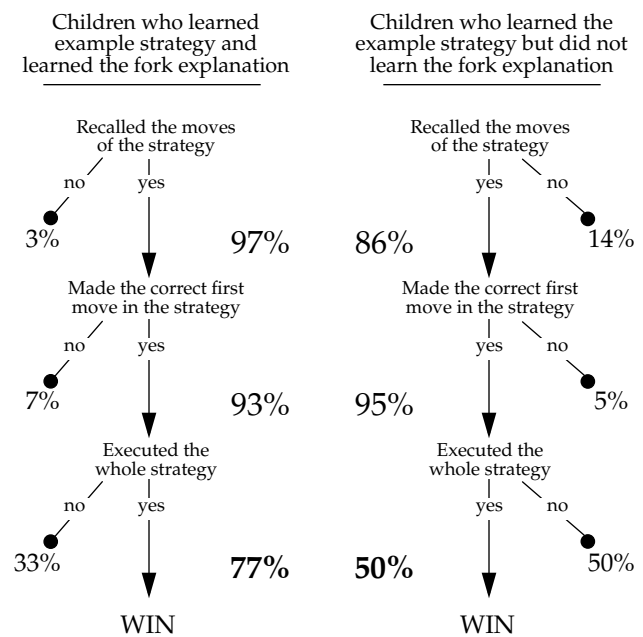 Children who learned
example strategy and
learned the fork explanation
Children who learned the
example strategy but did not
learn the fork explanation
Recalled the moves
of the strategy
no
yes
3%
97%
Made the correct first
move in the strategy
no
yes
7%
93%
Executed the
whole strategy
no
yes
33%
77%
WIN
Recalled the moves
of the strategy
yes
no
86%
14%
Made the correct first
move in the strategy
yes
no
95%
5%
Executed the
whole strategy
yes
no
50%
50%
WIN